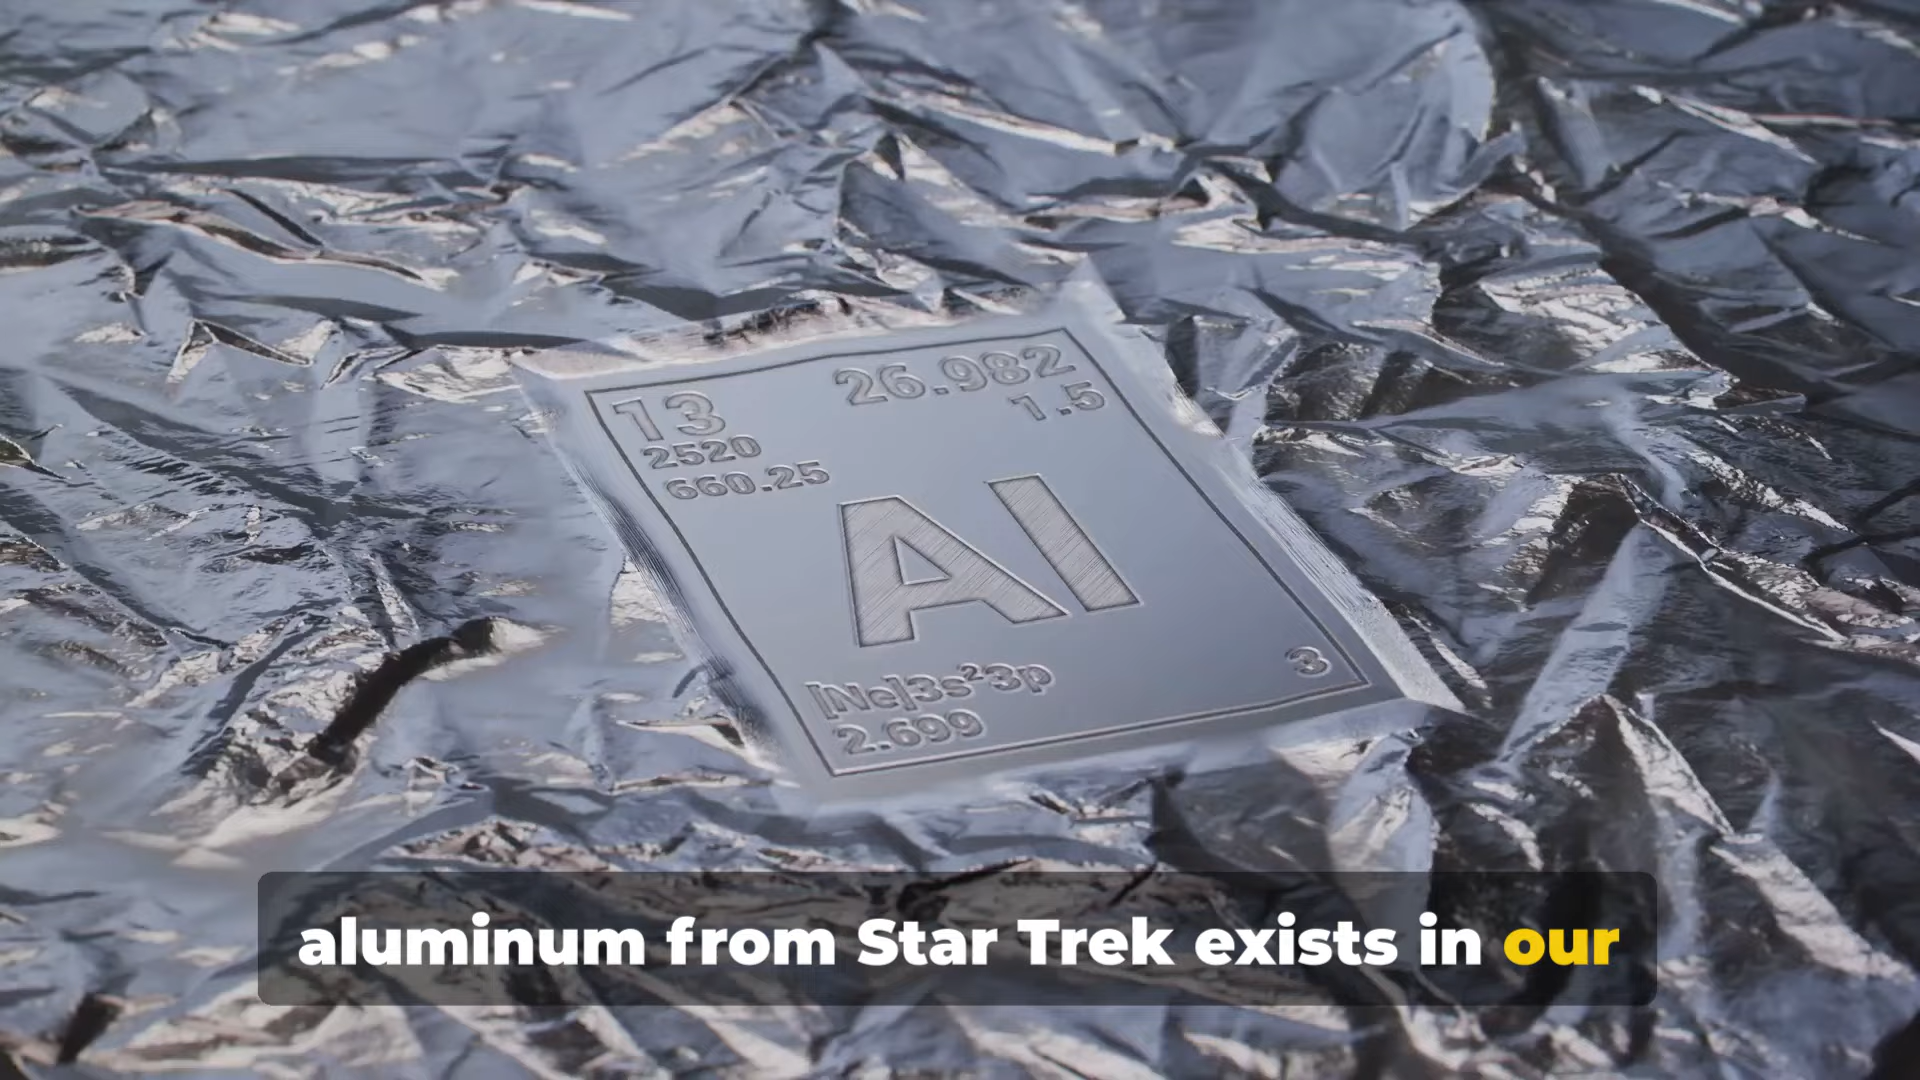 13 26.982
2520 1.5
660.25
Al
[Ne]3s²3p
3
2.699
aluminum from Star Trek exists in our